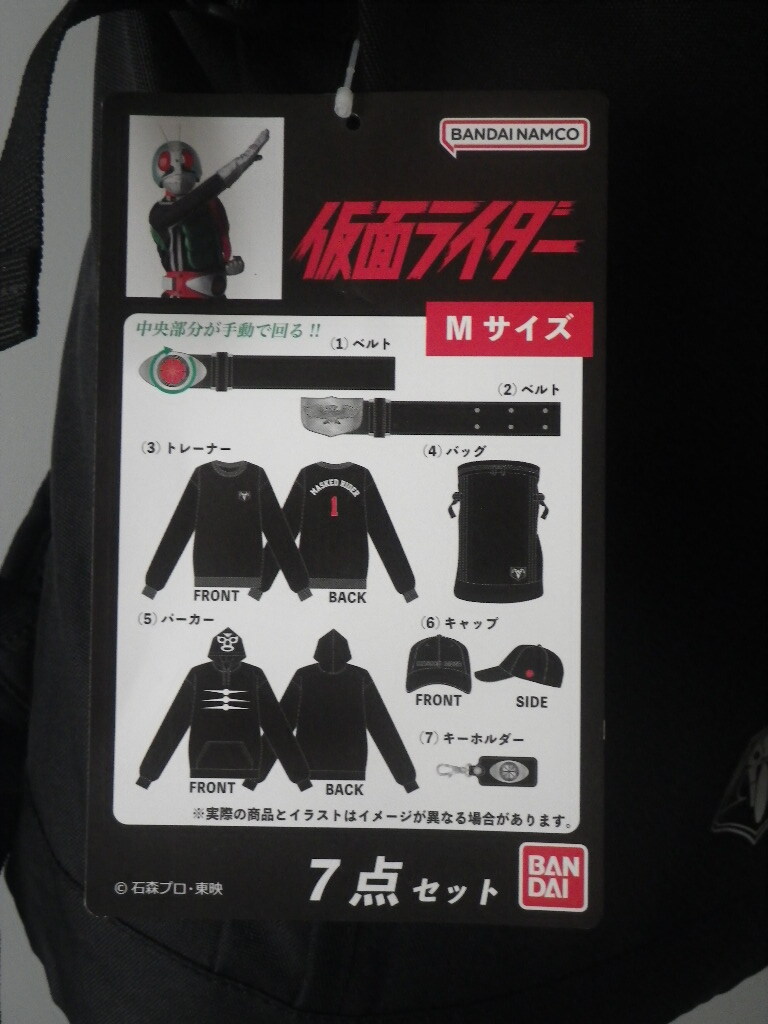 BANDAI NAMCO
仮面ライダー
M サイズ
中央部分が手動で回る!!
(1) ベルト
(2) ベルト
(3) トレーナー
(4) バッグ
MASKED RIDER
1
FRONT
BACK
(5) パーカー
(6) キャップ
FRONT
SIDE
(7) キーホルダー
FRONT
BACK
※実際の商品とイラストはイメージが異なる場合があります。
© 石森プロ・東映
7点セット
BAN
DAI